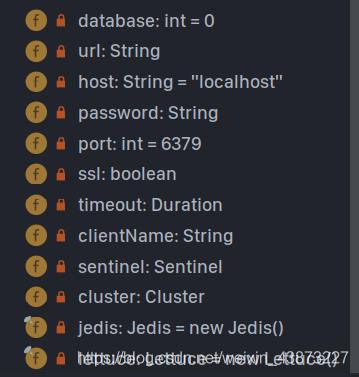 database: int = 0
url: String
host: String = "localhost"
password: String
port: int = 6379
ssl: boolean
timeout: Duration
clientName: String
sentinel: Sentinel
cluster: Cluster
jedis: Jedis = new Jedis()
lettuce: Lettuce = new Lettuce()
https://blog.csdn.net/weixin_43873227